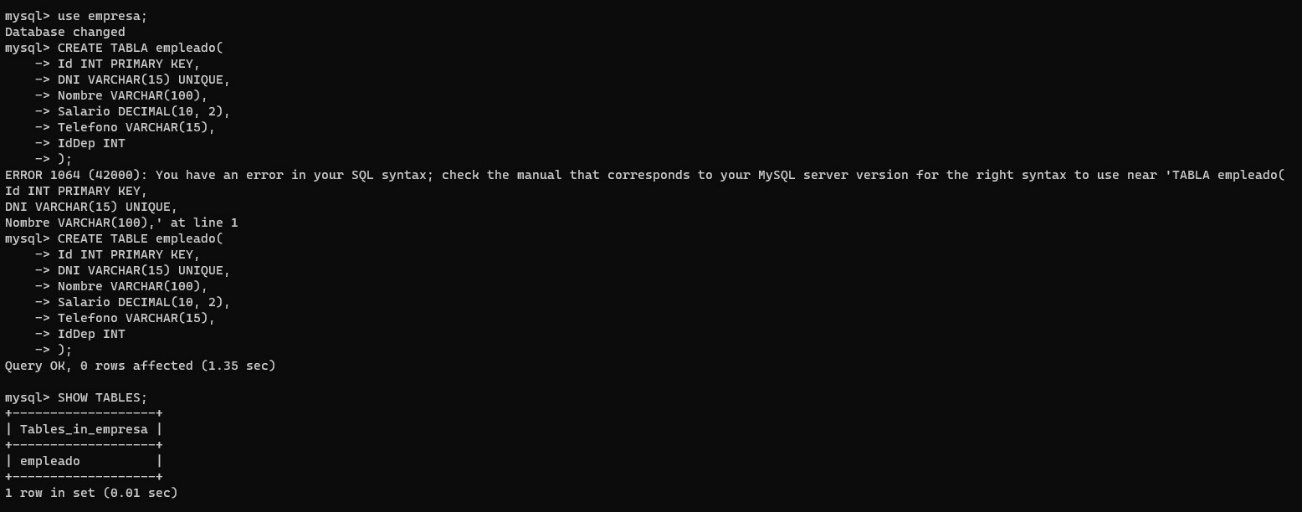 mysql> use empresa;
Database changed
mysql> CREATE TABLA empleado(
    -> Id INT PRIMARY KEY,
    -> DNI VARCHAR(15) UNIQUE,
    -> Nombre VARCHAR(100),
    -> Salario DECIMAL(10, 2),
    -> Telefono VARCHAR(15),
    -> IdDep INT
    -> );
ERROR 1064 (42000): You have an error in your SQL syntax; check the manual that corresponds to your MySQL server version for the right syntax to use near 'TABLA empleado(
Id INT PRIMARY KEY,
DNI VARCHAR(15) UNIQUE,
Nombre VARCHAR(100),' at line 1
mysql> CREATE TABLE empleado(
    -> Id INT PRIMARY KEY,
    -> DNI VARCHAR(15) UNIQUE,
    -> Nombre VARCHAR(100),
    -> Salario DECIMAL(10, 2),
    -> Telefono VARCHAR(15),
    -> IdDep INT
    -> );
Query OK, 0 rows affected (1.35 sec)

mysql> SHOW TABLES;
+-------------------+
| Tables_in_empresa |
+-------------------+
| empleado          |
+-------------------+
1 row in set (0.01 sec)